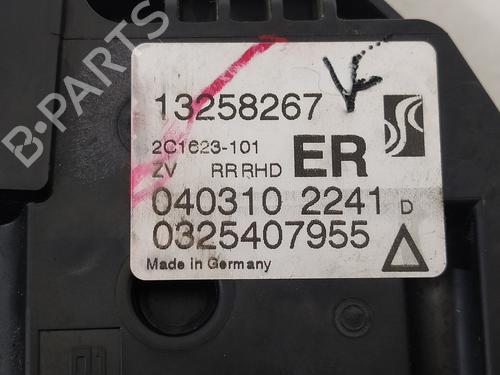 B-PARTS
13258267
2C1623-101
ZV RR RHD ER
040310 2241 D
0325407955
Made in Germany